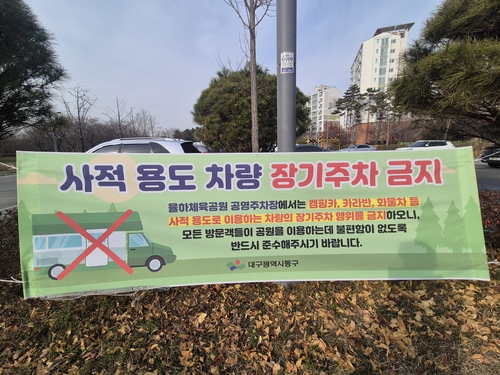 사적 용도 차량 장기주차 금지
율하체육공원 공영주차장에서는 캠핑카, 카라반, 화물차 등
사적 용도로 이용하는 차량의 장기주차 행위를 금지하오니,
모든 방문객들이 공원을 이용하는데 불편함이 없도록
반드시 준수해주시기 바랍니다.
대구광역시동구